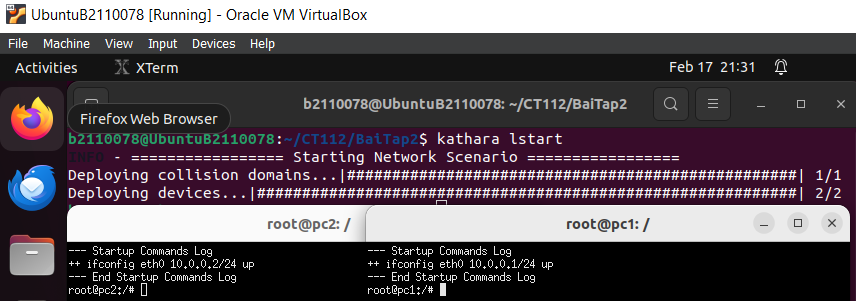 UbuntuB2110078 [Running] - Oracle VM VirtualBox
File Machine View Input Devices Help
Activities XTerm Feb 17 21:31
b2110078@UbuntuB2110078: ~/CT112/BaiTap2
Firefox Web Browser
b2110078@UbuntuB2110078:~/CT112/BaiTap2$ kathara lstart
INFO - ================= Starting Network Scenario =================
Deploying collision domains...|##################################################| 1/1
Deploying devices...|############################################################| 2/2
root@pc2: /
--- Startup Commands Log
++ ifconfig eth0 10.0.0.2/24 up
--- End Startup Commands Log
root@pc2:/#
root@pc1: /
--- Startup Commands Log
++ ifconfig eth0 10.0.0.1/24 up
--- End Startup Commands Log
root@pc1:/#